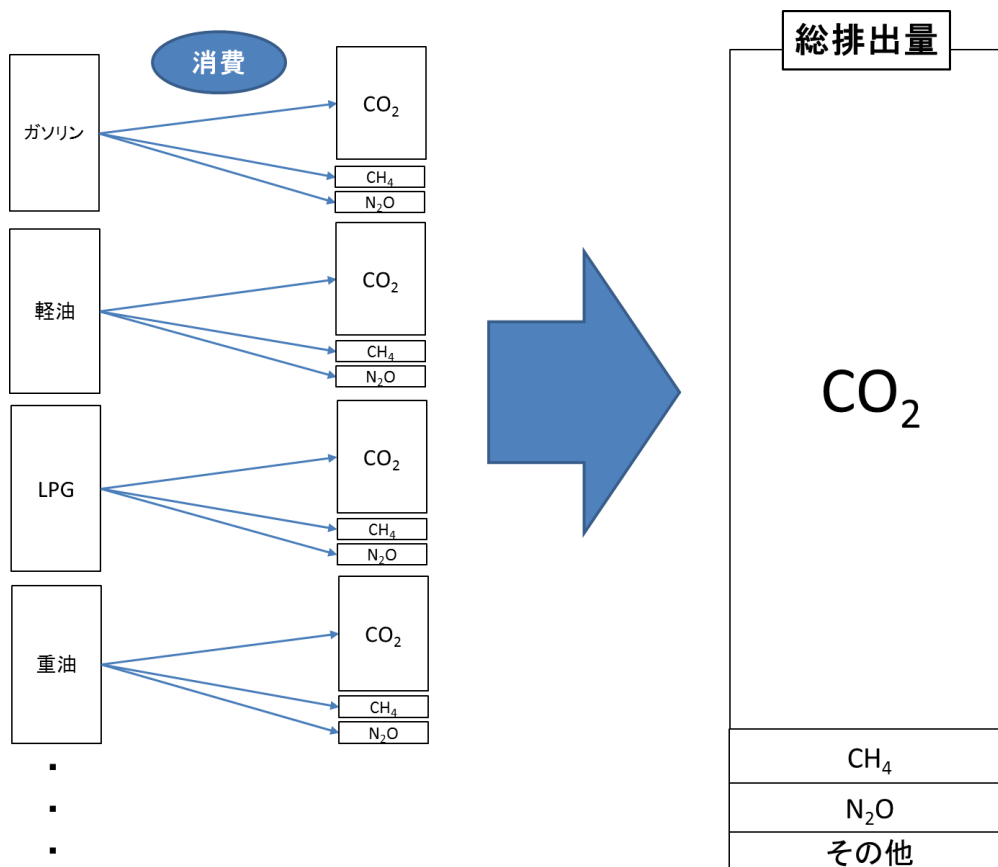 消費
総排出量
ガソリン
CO₂
CH₄
N₂O
軽油
CO₂
CH₄
N₂O
LPG
CO₂
CH₄
N₂O
重油
CO₂
CH₄
N₂O
・
・
・
CO₂
CH₄
N₂O
その他